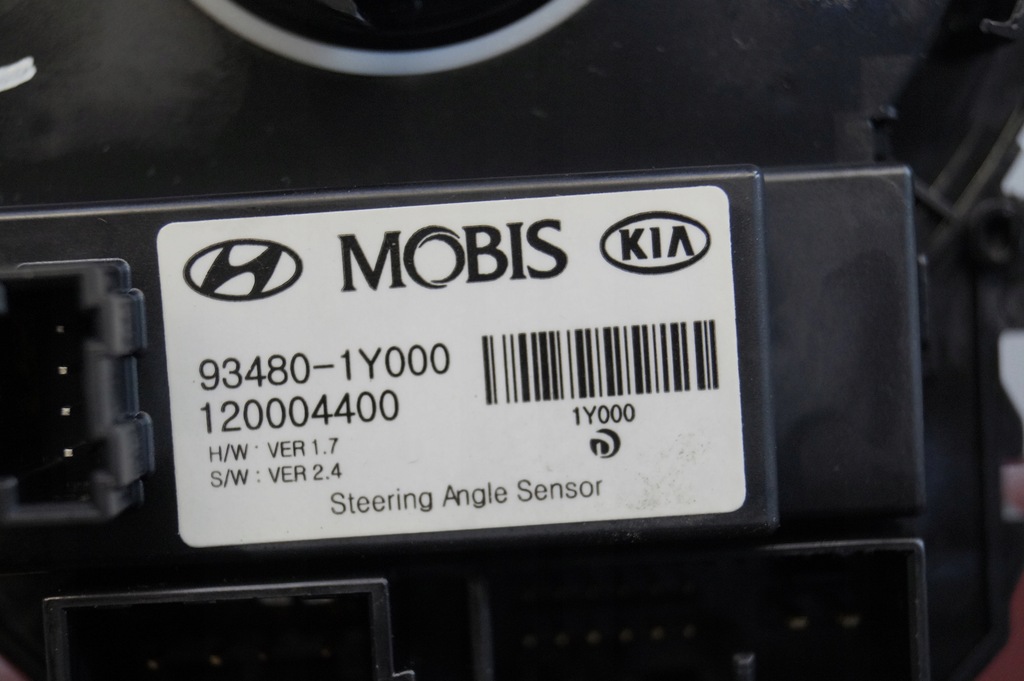 MOBIS KIA
93480-1Y000
120004400
H/W : VER 1.7
S/W : VER 2.4
1Y000
Steering Angle Sensor